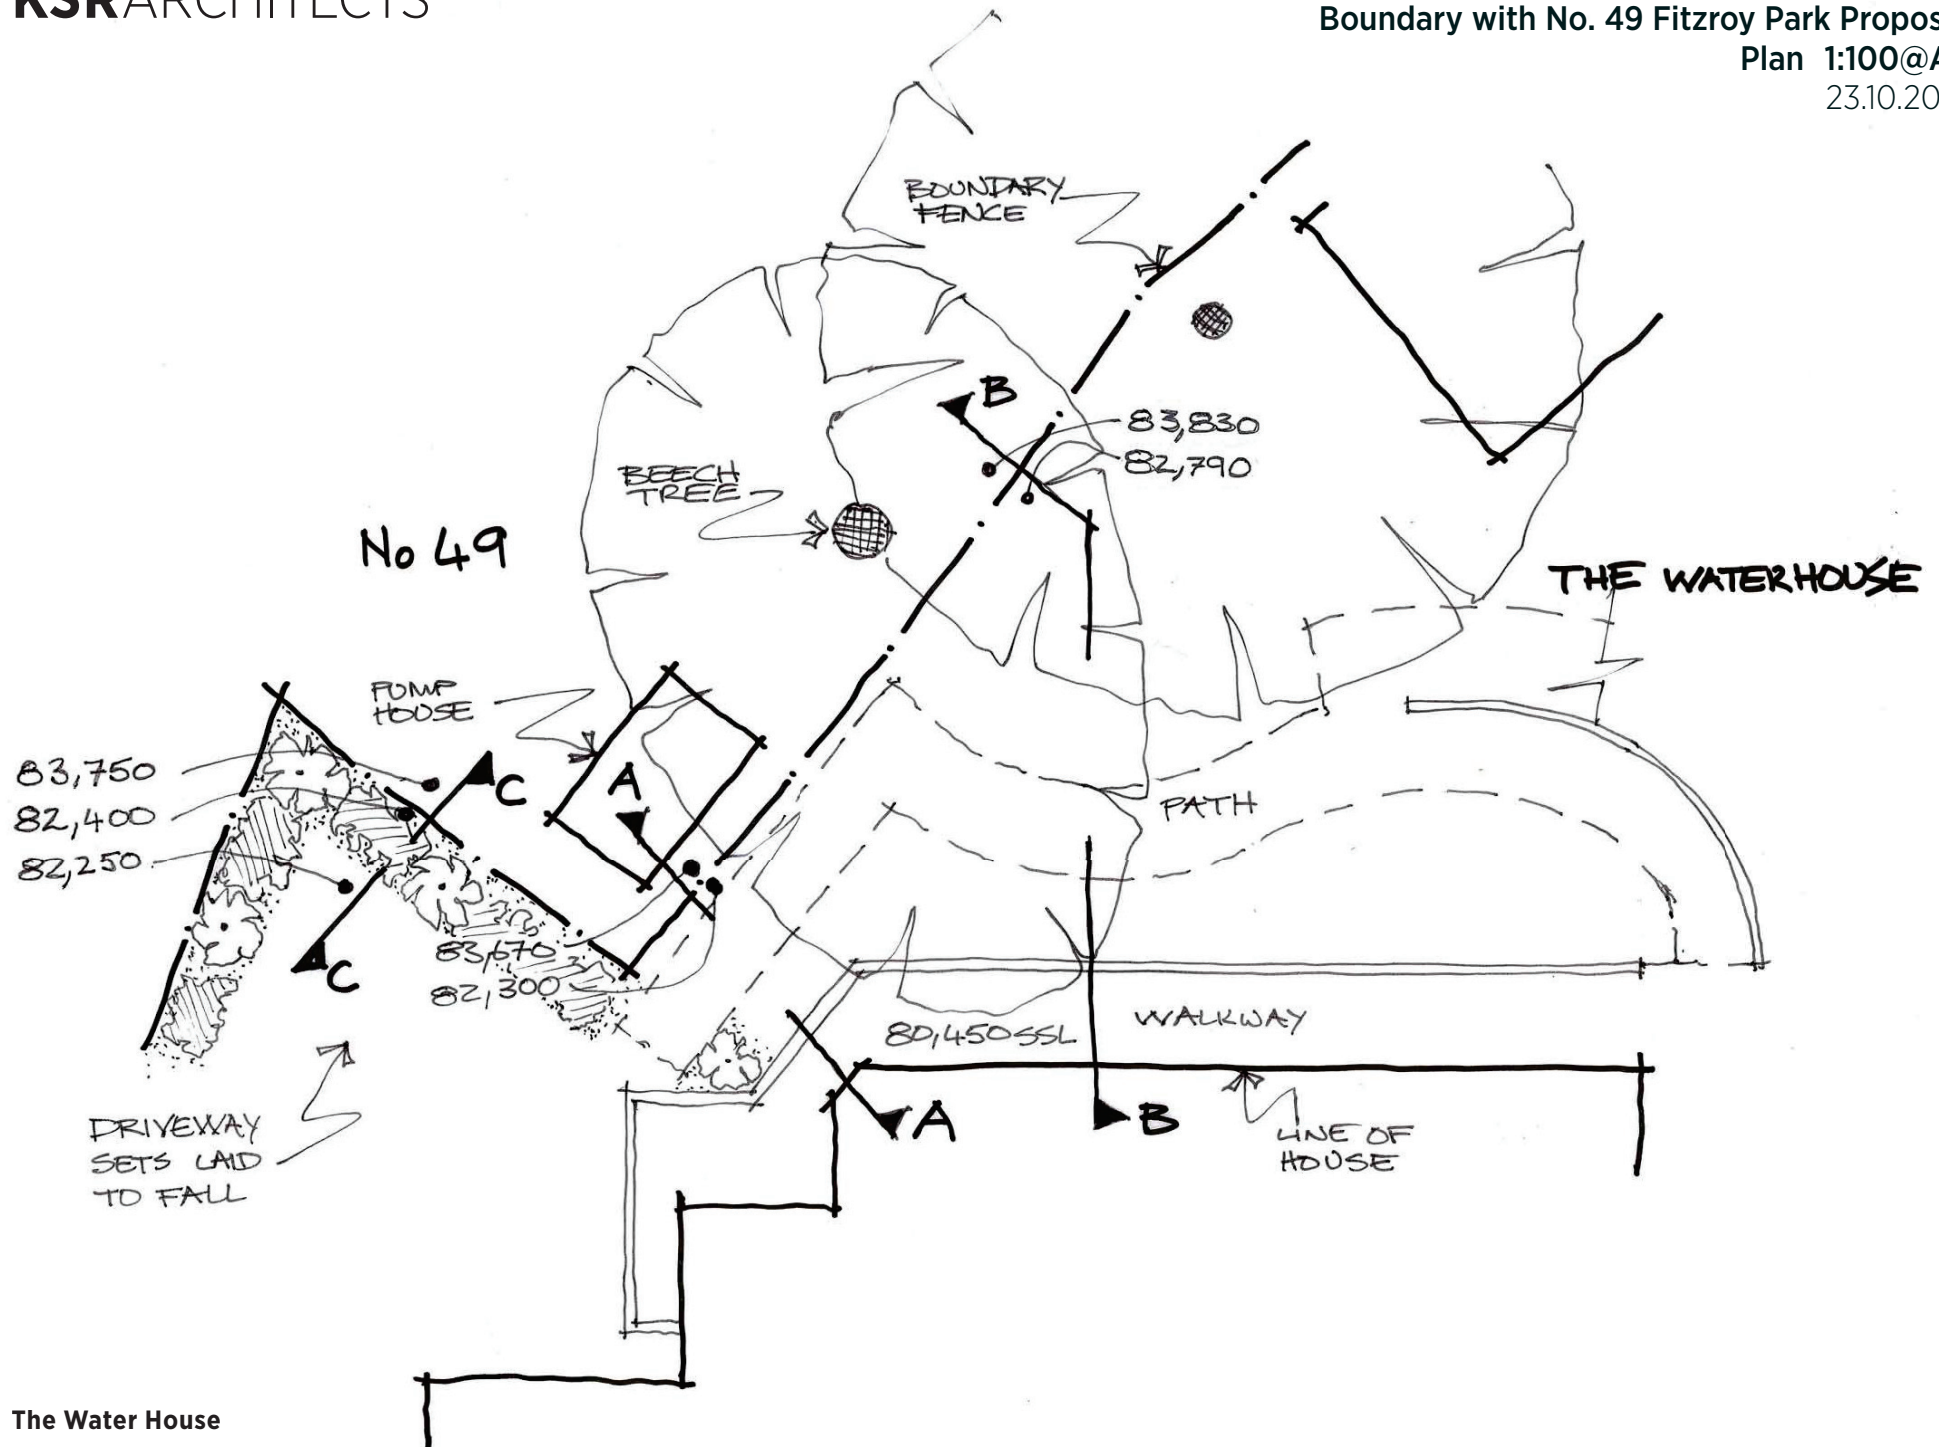 KSRARCHITECTS
Boundary with No. 49 Fitzroy Park Propos
Plan 1:100@A
23.10.20
BOUNDARY
FENCE
B
83,830
82,790
BEECH
TREE
No 49
THE WATERHOUSE
PUMP
HOUSE
83,750
82,400
82,250
C
A
PATH
83,670
82,300
C
80,450 SSL
WALKWAY
A
B
LINE OF
HOUSE
DRIVEWAY
SETS LAID
TO FALL
The Water House